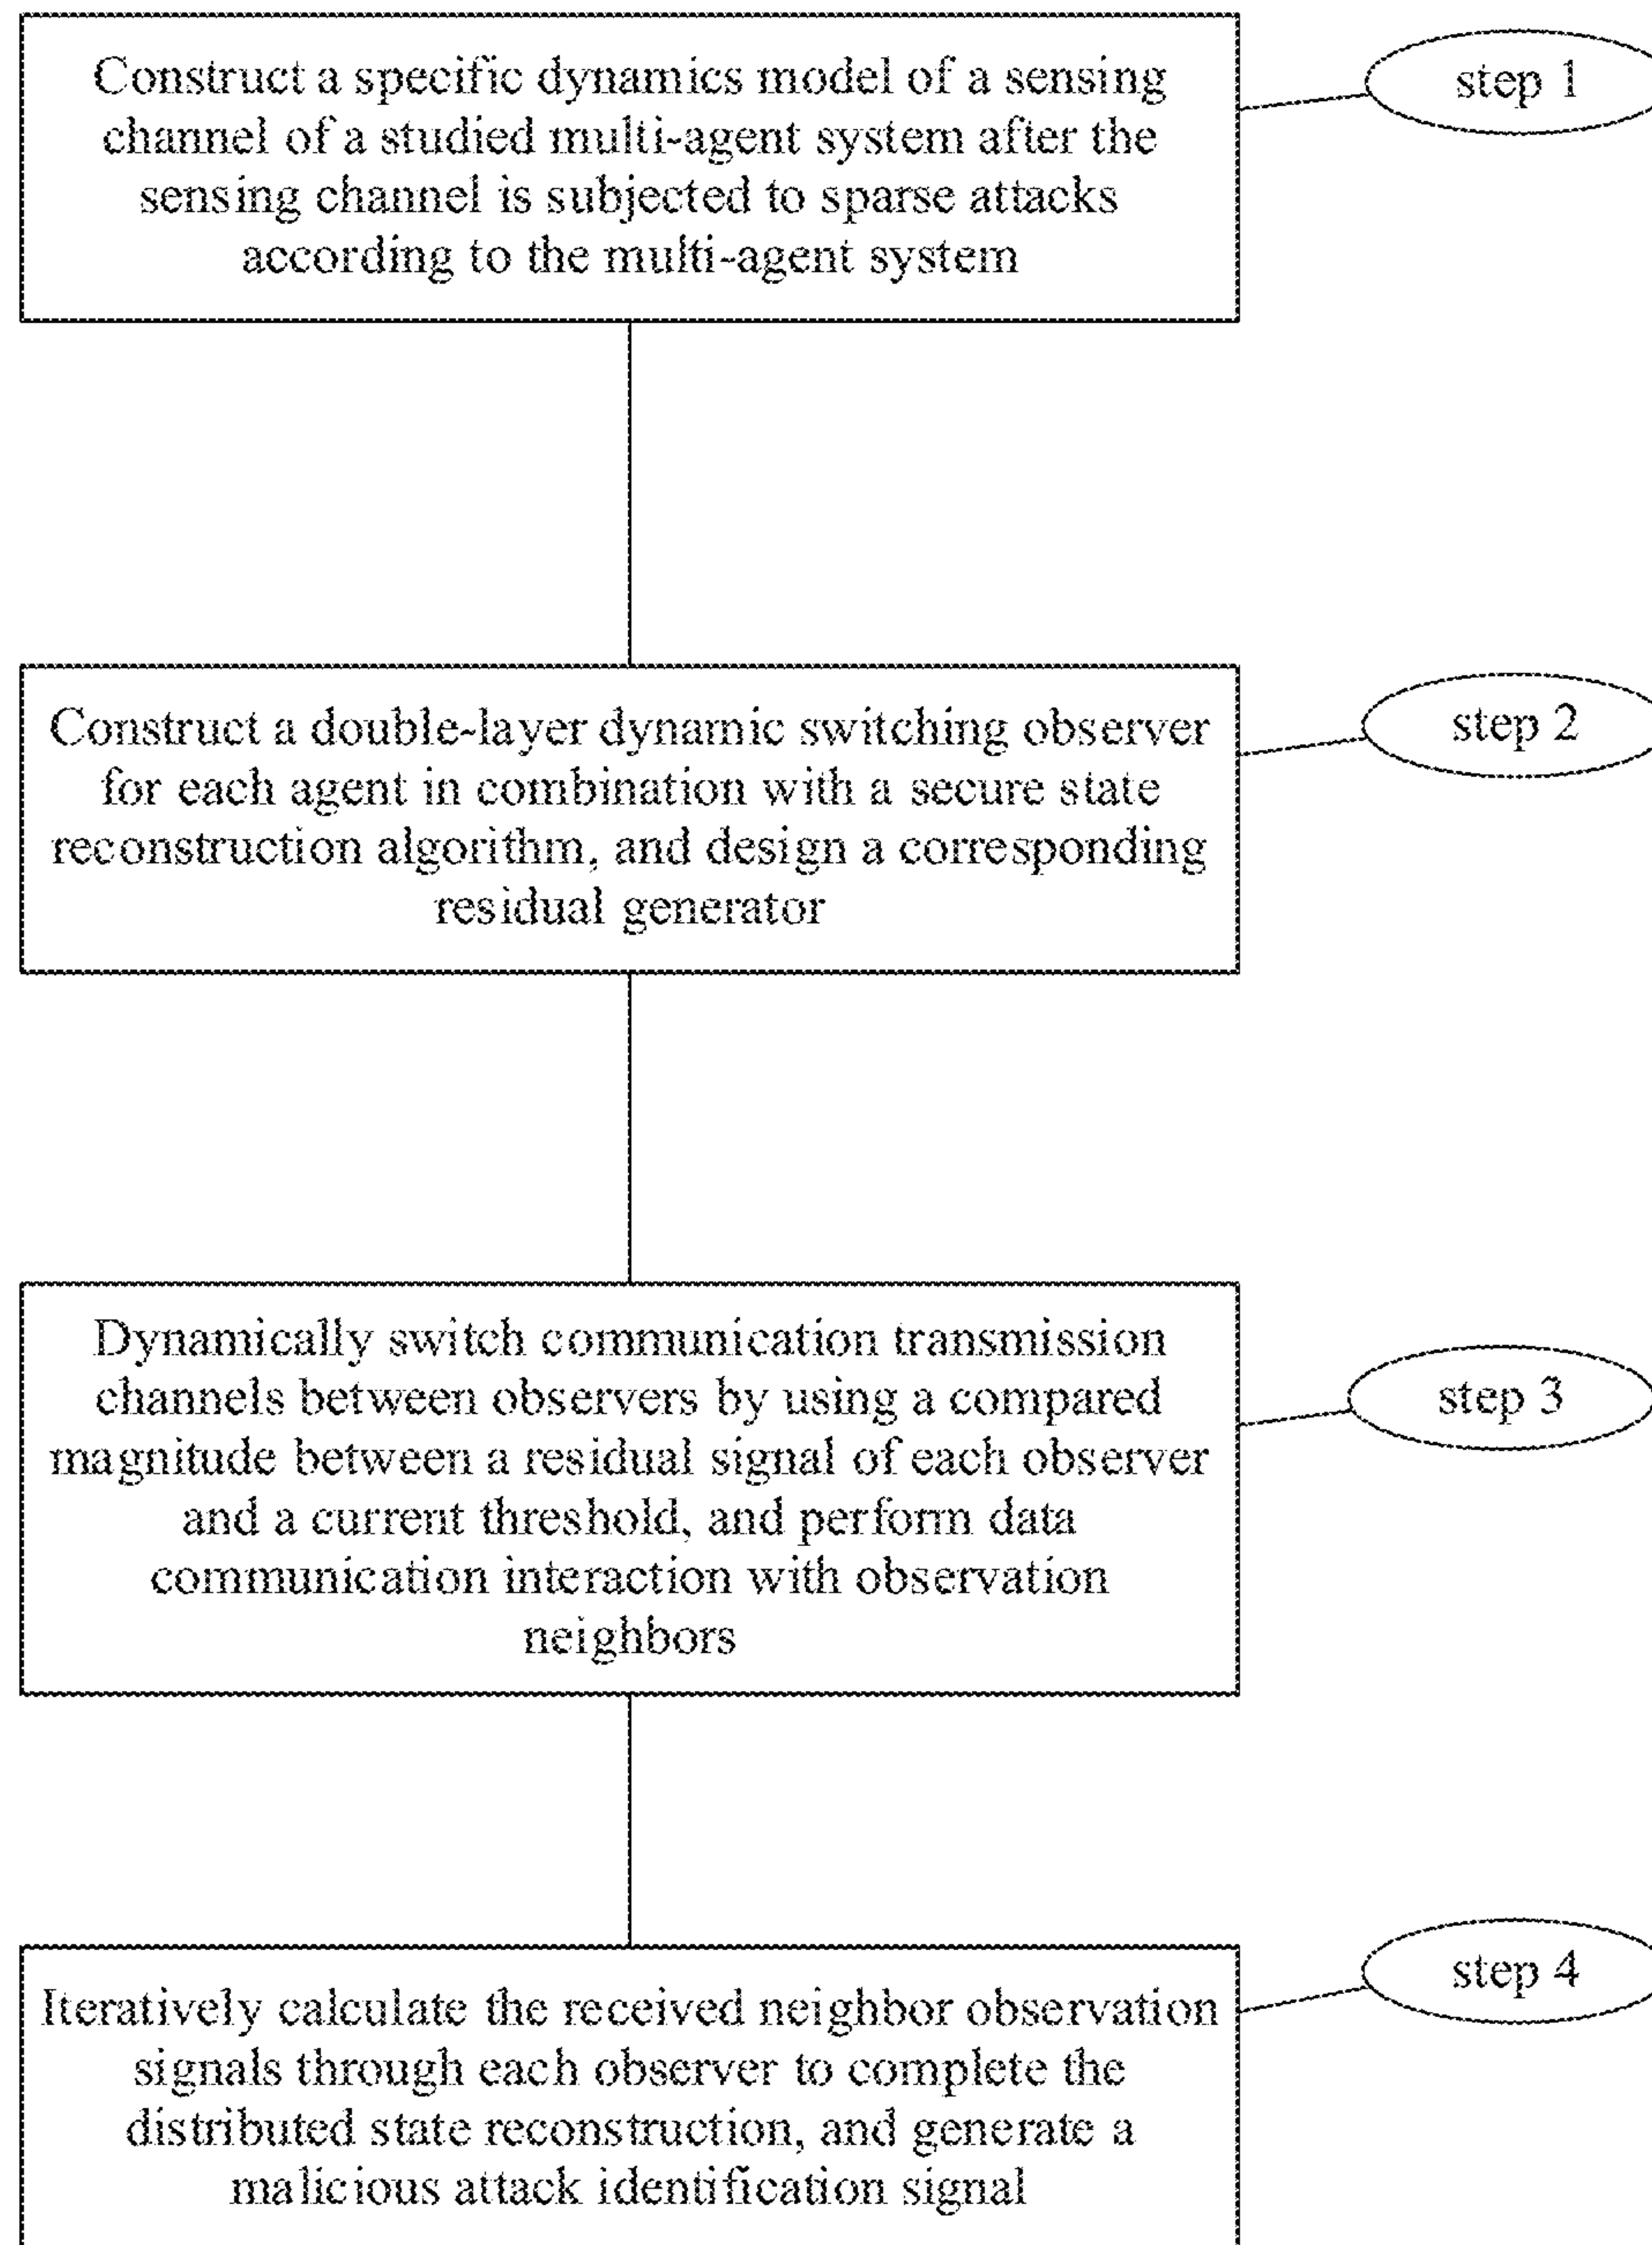 Construct a specific dynamics model of a sensing
channel of a studied multi-agent system after the
sensing channel is subjected to sparse attacks
according to the multi-agent system
step 1
Construct a double-layer dynamic switching observer
for each agent in combination with a secure state
reconstruction algorithm, and design a corresponding
residual generator
step 2
Dynamically switch communication transmission
channels between observers by using a compared
magnitude between a residual signal of each observer
and a current threshold, and perform data
communication interaction with observation
neighbors
step 3
Iteratively calculate the received neighbor observation
signals through each observer to complete the
distributed state reconstruction, and generate a
malicious attack identification signal
step 4